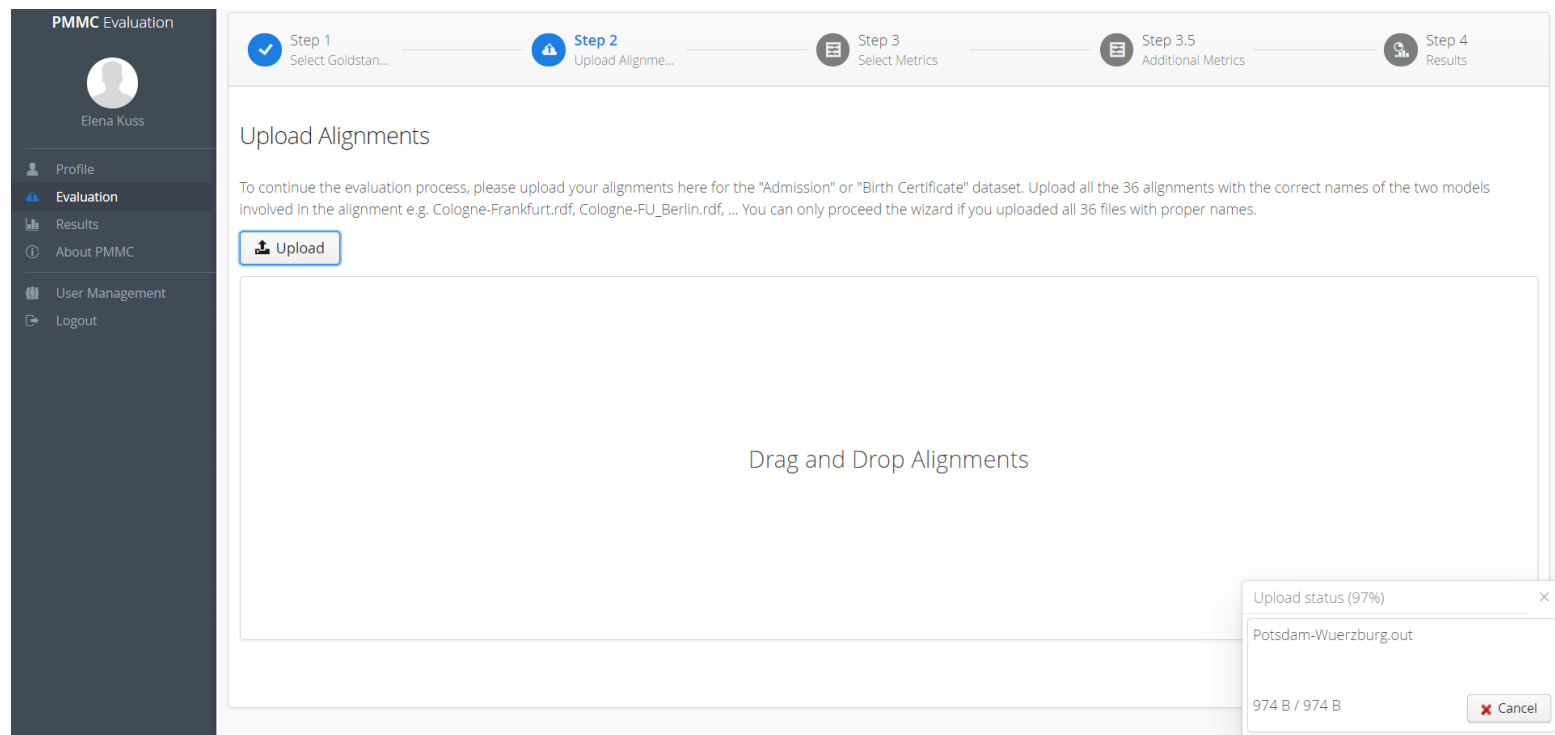 PMMC Evaluation
Elena Kuss
Profile
Evaluation
Results
About PMMC
User Management
Logout
Step 1
Select Goldstan...
Step 2
Upload Alignme...
Step 3
Select Metrics
Step 3.5
Additional Metrics
Step 4
Results
Upload Alignments
To continue the evaluation process, please upload your alignments here for the "Admission" or "Birth Certificate" dataset. Upload all the 36 alignments with the correct names of the two models
involved in the alignment e.g. Cologne-Frankfurt.rdf, Cologne-FU_Berlin.rdf, ... You can only proceed the wizard if you uploaded all 36 files with proper names.
Upload
Drag and Drop Alignments
Upload status (97%)
Potsdam-Wuerzburg.out
974 B / 974 B
Cancel